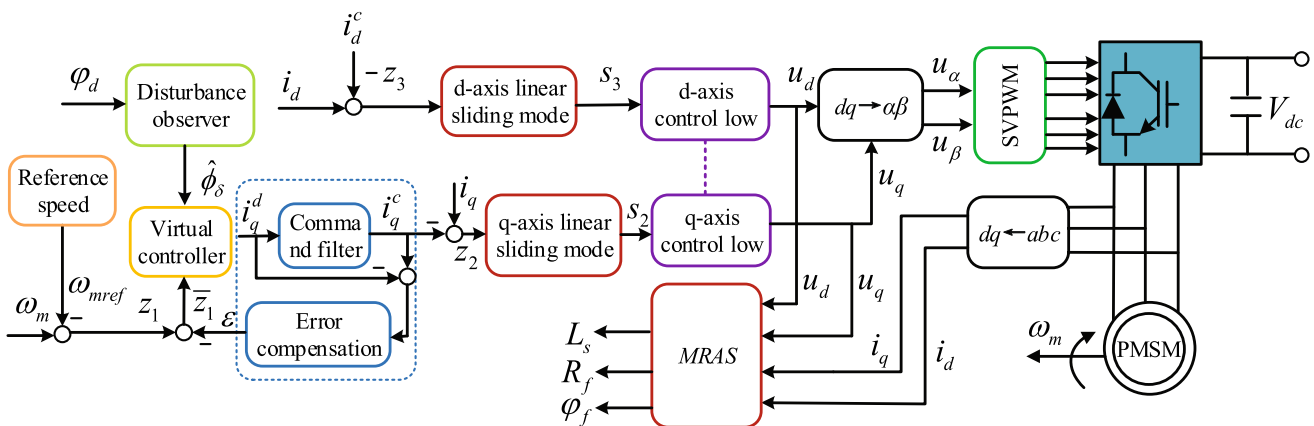 φ_d
Disturbance
observer
i_d^c
i_d
− z_3
d-axis linear
sliding mode
s_3
d-axis
control low
u_d
dq→αβ
u_α
u_β
SVPWM
V_dc
Reference
speed
ϕ̂_δ
Virtual
controller
i_q^d
Comma
nd filter
i_q^c
−
i_q
z_2
q-axis linear
sliding mode
s_2
q-axis
control low
u_q
dq←abc
−
ω_m
ω_mref
−
z_1
z̄_1
−
ε
Error
compensation
u_d
u_q
MRAS
L_s
R_f
φ_f
i_q
i_d
ω_m
PMSM